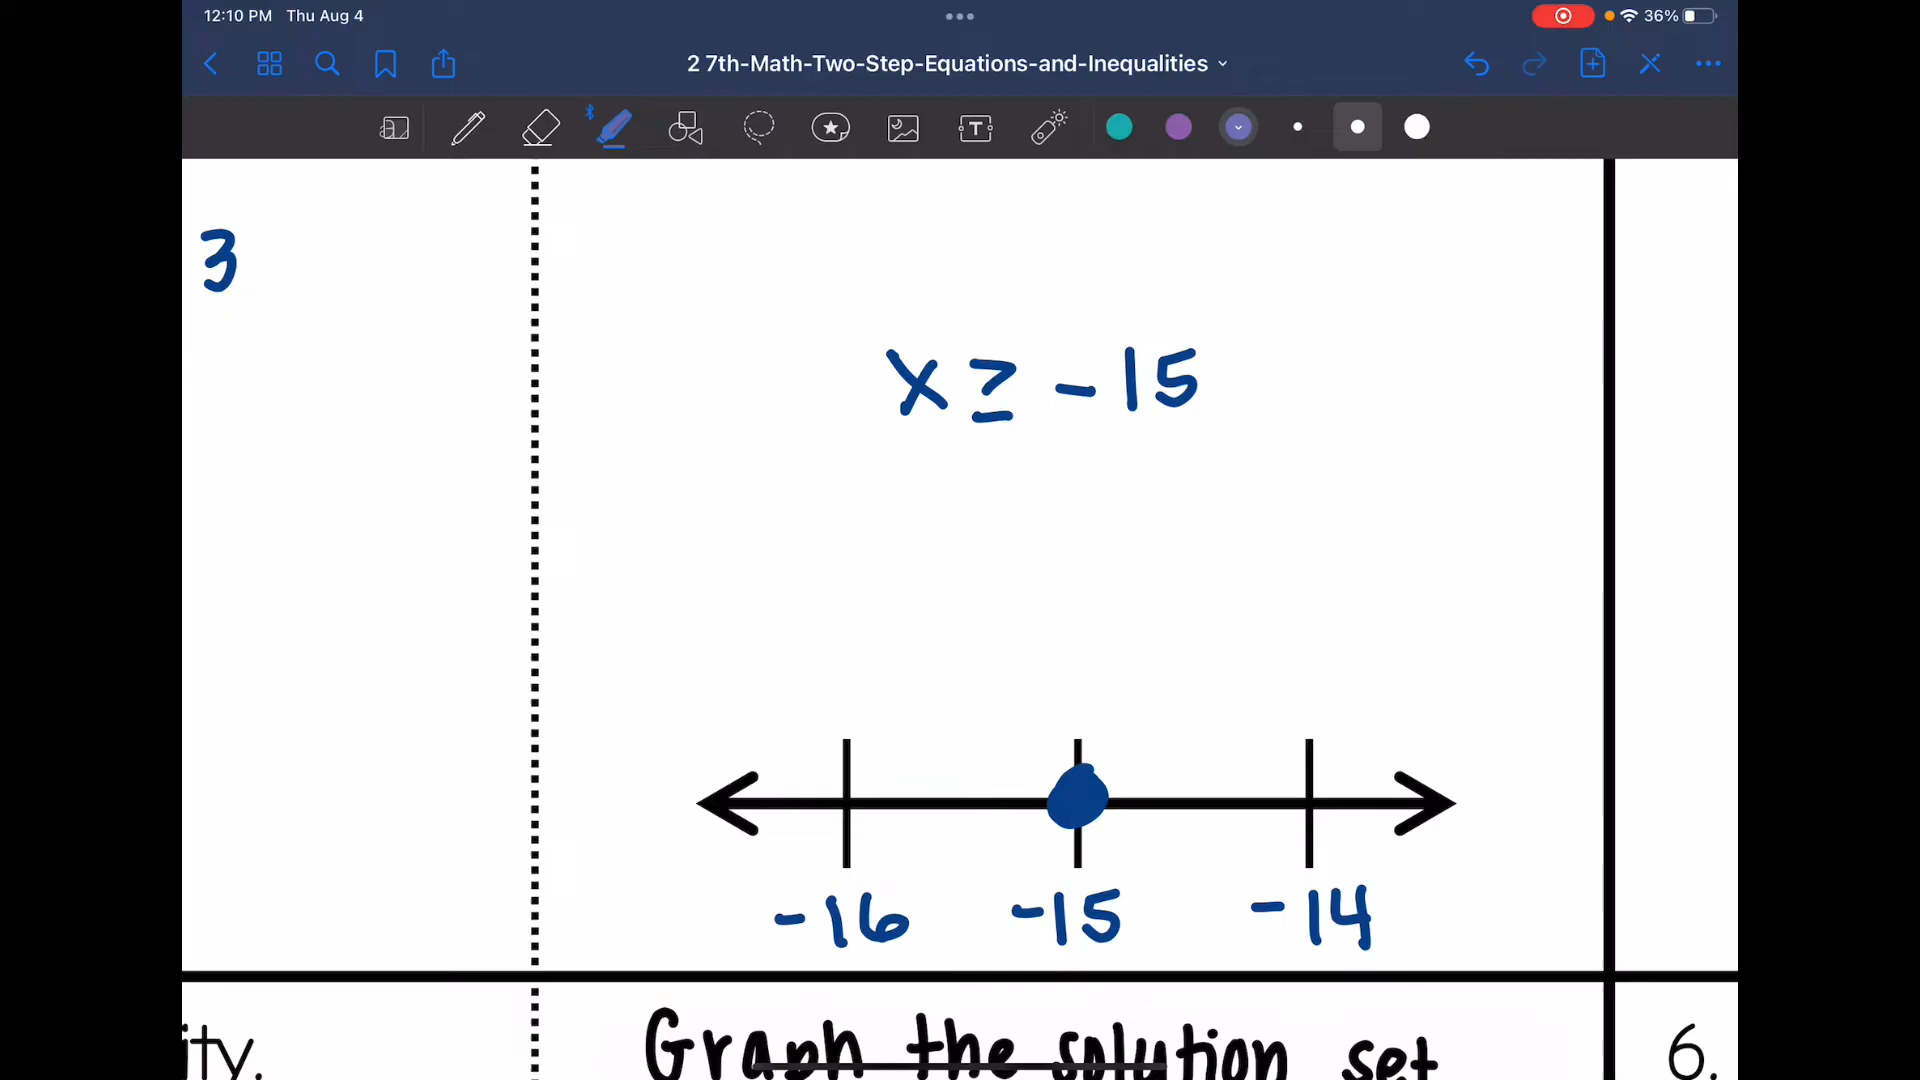 12:10 PM Thu Aug 4
36%
2 7th-Math-Two-Step-Equations-and-Inequalities
T
3
x ≥ -15
-16 -15 -14
ity.
Graph the solution set
6.